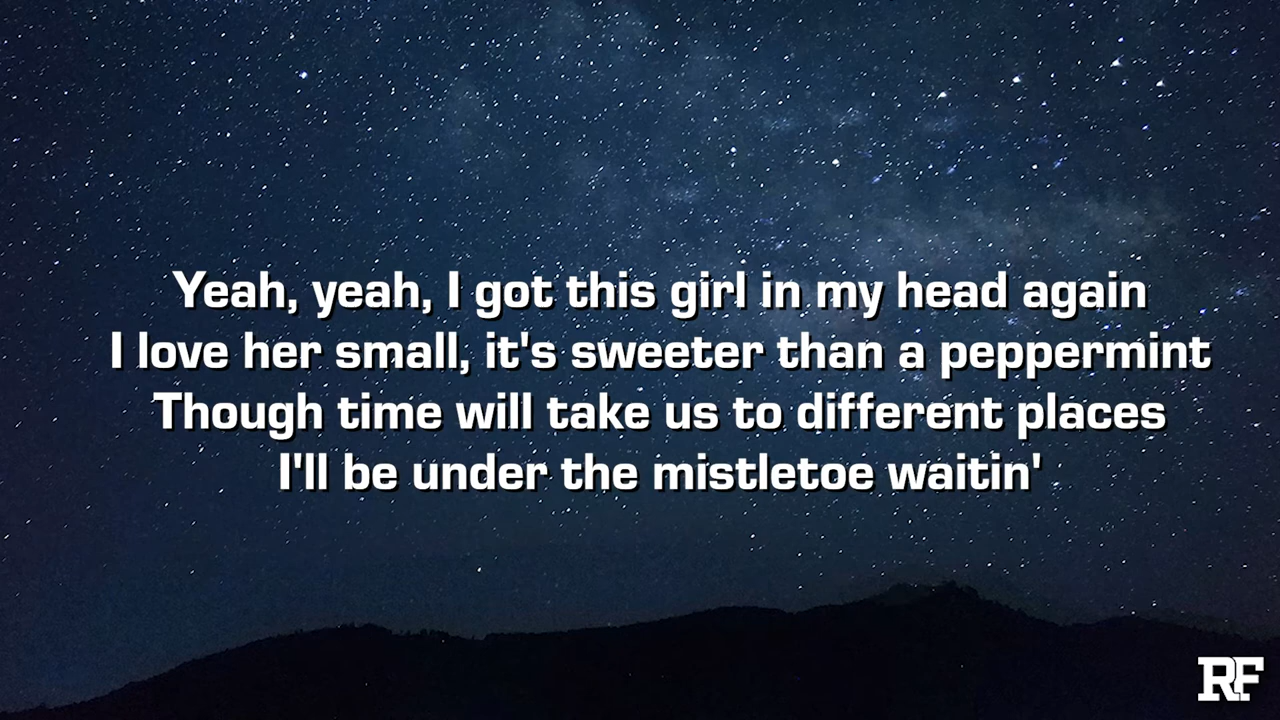 Yeah, yeah, I got this girl in my head again
I love her small, it's sweeter than a peppermint
Though time will take us to different places
I'll be under the mistletoe waitin'
RF